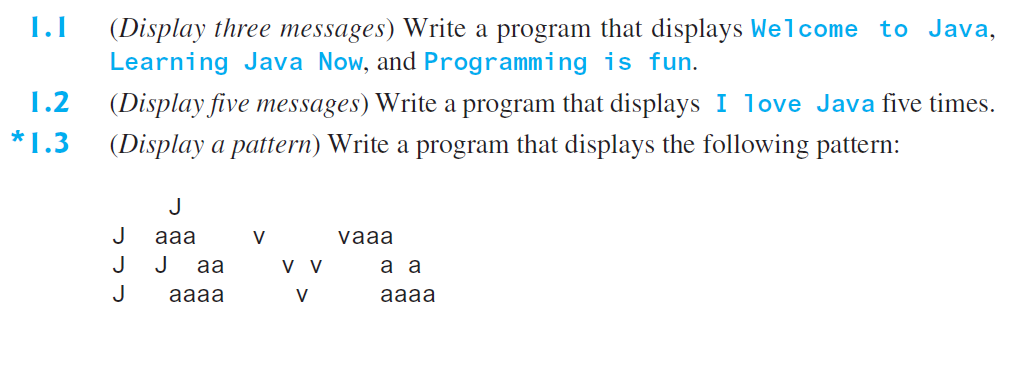 1.1 (Display three messages) Write a program that displays Welcome to Java,
Learning Java Now, and Programming is fun.
1.2 (Display five messages) Write a program that displays I love Java five times.
*1.3 (Display a pattern) Write a program that displays the following pattern:
    J
J  aaa    v     vaaa
J  J  aa    v v    a a
J   aaaa     v     aaaa